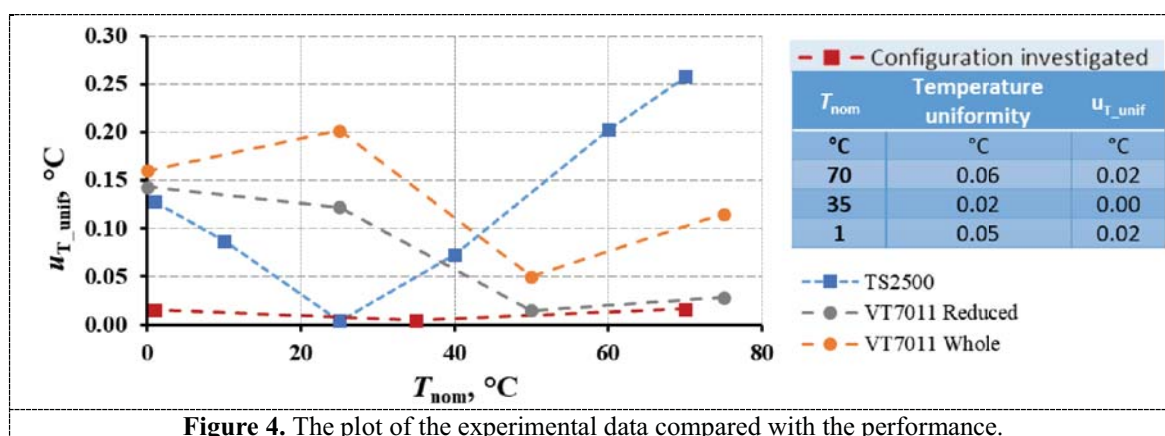 0.30
0.25
0.20
0.15
0.10
0.05
0.00
u_T_unif, °C
0 20 40 60 80
T_nom, °C
Configuration investigated
T_nom Temperature uniformity u_T_unif
°C °C °C
70 0.06 0.02
35 0.02 0.00
1 0.05 0.02
TS2500
VT7011 Reduced
VT7011 Whole
Figure 4. The plot of the experimental data compared with the performance.